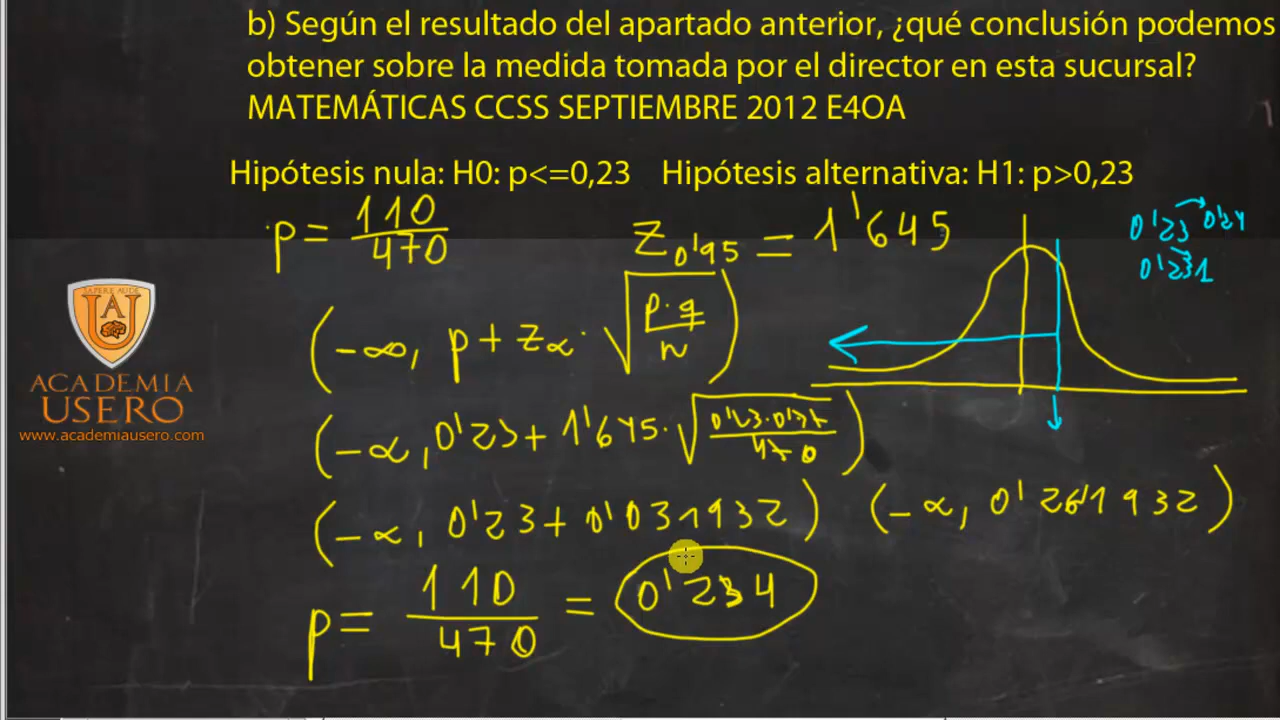 b) Según el resultado del apartado anterior, ¿qué conclusión podemos
obtener sobre la medida tomada por el director en esta sucursal?
MATEMÁTICAS CCSS SEPTIEMBRE 2012 E4OA
Hipótesis nula: H0: p<=0,23    Hipótesis alternativa: H1: p>0,23
p = 110/470    Z0'95 = 1'645
0'23 0'24
0'231
(-∞, p + zα · √(p·q/n))
SAPERE AUDE
AU
ACADEMIA
USERO
www.academiausero.com
(-α, 0'23 + 1'645 · √(0'23·0'77/470))
(-α, 0'23 + 0'031932)    (-α, 0'261932)
p = 110/470 = 0'234